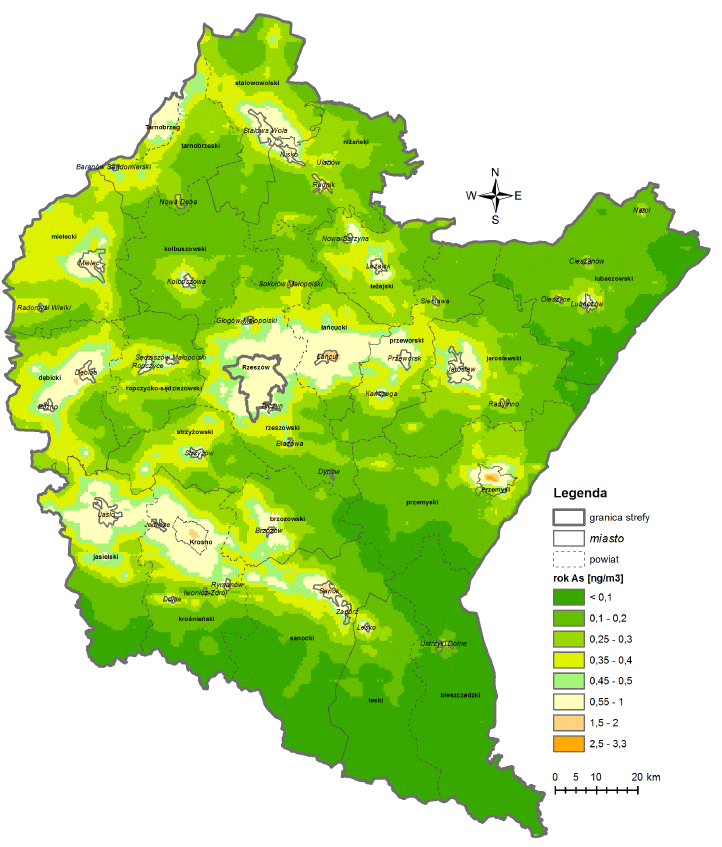 stalowowolski
Tarnobrzeg
Stalowa Wola
niżański
tarnobrzeski
Nisko
Ulanów
Baranów Sandomierski
Rudnik
N
W E
S
Nowa Dęba
Narol
mielecki
Nowa Sarzyna
kolbuszowski
Mielec
Leżajsk
Cieszanów
lubaczowski
Kolbuszowa
Sokołów Małopolski
leżajski
Radomyśl Wielki
Sieniawa
Oleszyce
Lubaczów
Głogów Małopolski
łańcucki
przeworski
Sędziszów Małopolski
Ropczyce
Łańcut
Przeworsk
jarosławski
Rzeszów
Jarosław
dębicki
Dębica
ropczycko-sędziszowski
Kańczuga
Pilzno
Tyczyn
Radymno
strzyżowski
rzeszowski
Błażowa
Strzyżów
Dynów
Przemyśl
przemyski
Jasło
Jedlicze
brzozowski
Brzozów
Krosno
jasielski
Rymanów
Iwonicz-Zdrój
Dukla
Sanok
Zagórz
krośnieński
Lesko
sanocki
Ustrzyki Dolne
leski
bieszczadzki
Legenda
granica strefy
miasto
powiat
rok As [ng/m3]
< 0,1
0,1 - 0,2
0,25 - 0,3
0,35 - 0,4
0,45 - 0,5
0,55 - 1
1,5 - 2
2,5 - 3,3
0 5 10 20 km